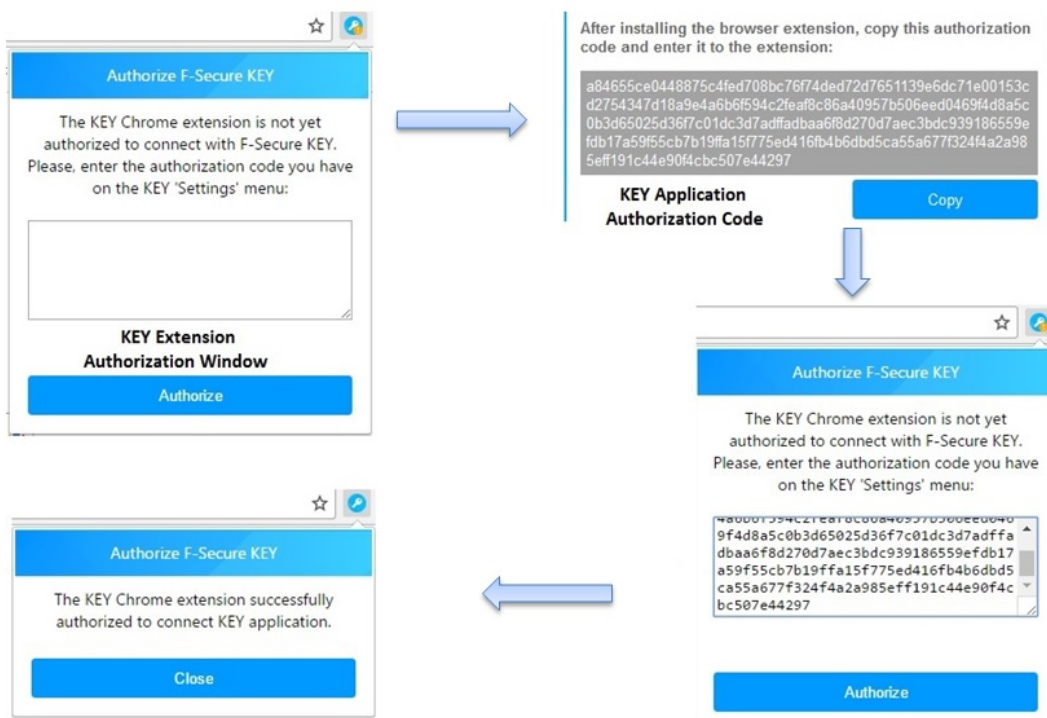 Authorize F-Secure KEY
The KEY Chrome extension is not yet
authorized to connect with F-Secure KEY.
Please, enter the authorization code you have
on the KEY 'Settings' menu:
KEY Extension
Authorization Window
Authorize
After installing the browser extension, copy this authorization
code and enter it to the extension:
a84655ce0448875c4fed708bc76f74ded72d7651139e6dc71e00153c
d2754347d18a9e4a6b6f594c2feaf8c86a40957b506eed0469f4d8a5c
0b3d65025d36f7c01dc3d7adffadbaa6f8d270d7aec3bdc939186559e
fdb17a59f55cb7b19ffa15f775ed416fb4b6dbd5ca55a677f324f4a2a98
5eff191c44e90f4cbc507e44297
KEY Application
Authorization Code
Copy
Authorize F-Secure KEY
The KEY Chrome extension is not yet
authorized to connect with F-Secure KEY.
Please, enter the authorization code you have
on the KEY 'Settings' menu:
4a6b6f594c2feaf8c86a40957b506eed046
9f4d8a5c0b3d65025d36f7c01dc3d7adffa
dbaa6f8d270d7aec3bdc939186559efdb17
a59f55cb7b19ffa15f775ed416fb4b6dbd5
ca55a677f324f4a2a985eff191c44e90f4c
bc507e44297
Authorize
Authorize F-Secure KEY
The KEY Chrome extension successfully
authorized to connect KEY application.
Close